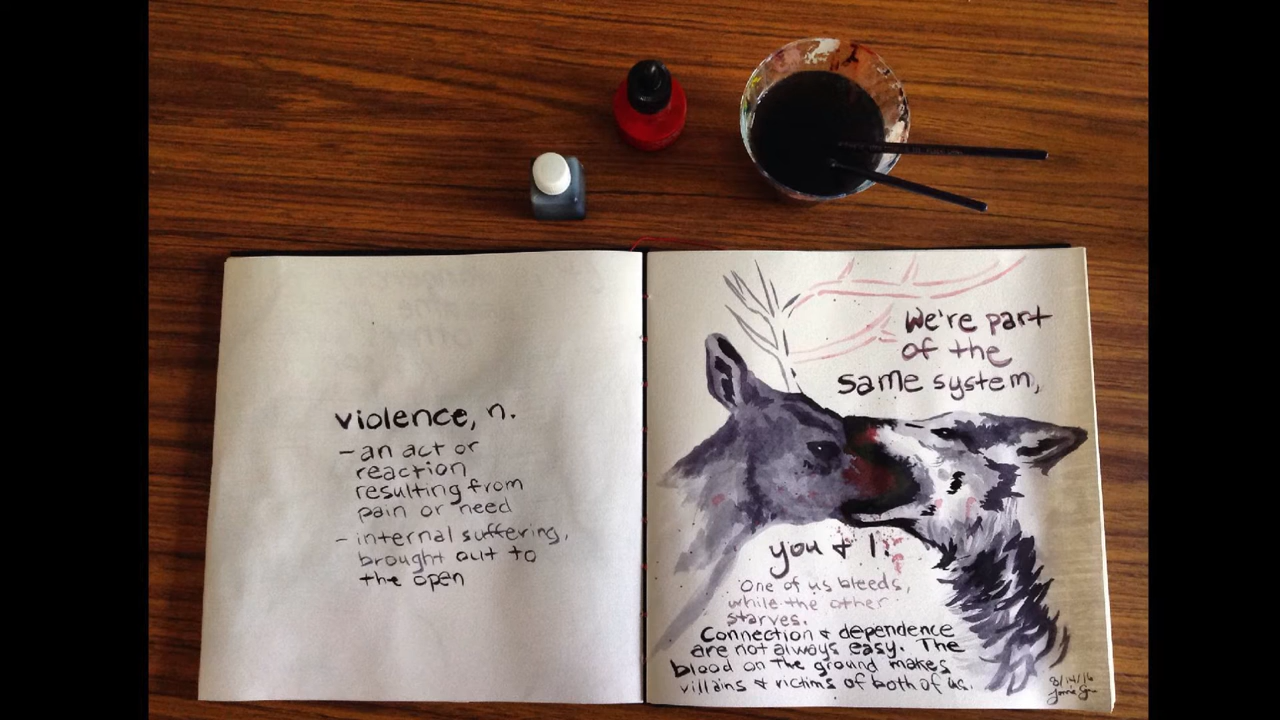 violence, n.
- an act or
reaction
resulting from
pain or need
- internal suffering,
brought out to
the open
We're part
of the
same system,
you & I.
One of us bleeds,
while the other
starves.
Connection & dependence
are not always easy. The
blood on the ground makes
villains & victims of both of us.
8/14/16